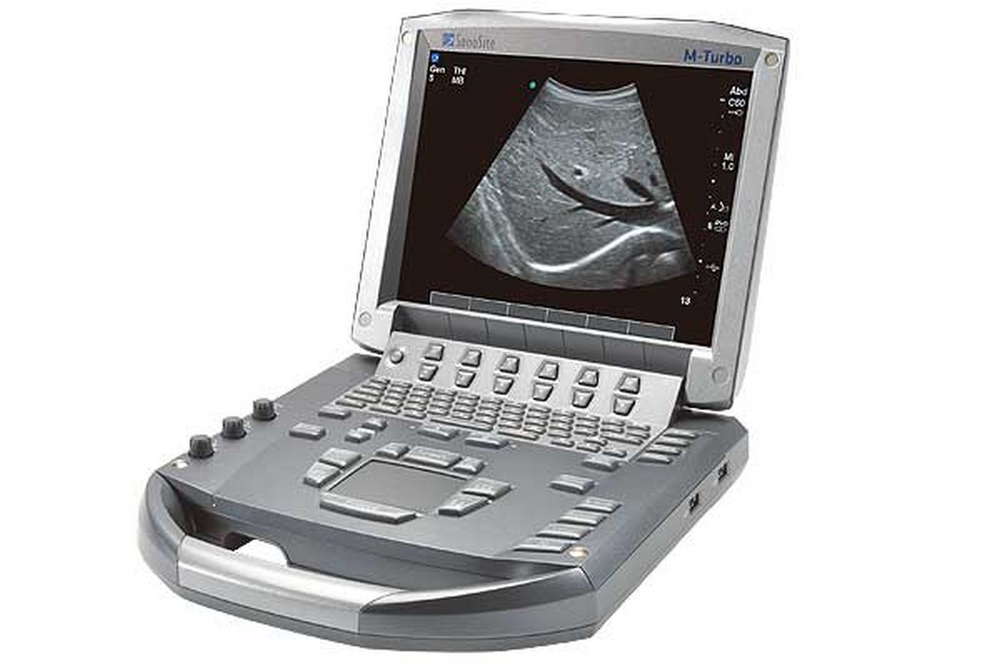 SonoSite
M-Turbo
Gen THI
S MB
Abd
C60
MI
1.0
13